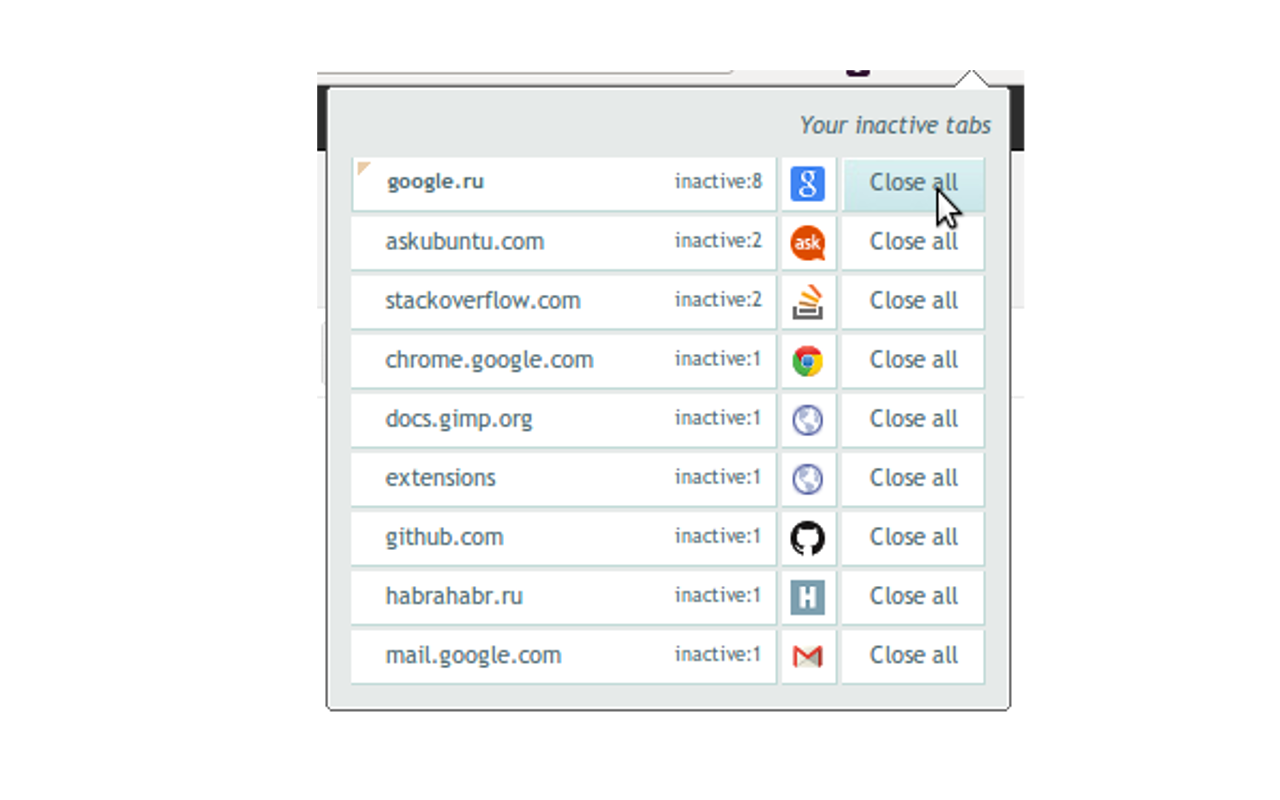 Your inactive tabs
google.ru inactive:8 g Close all
askubuntu.com inactive:2 ask Close all
stackoverflow.com inactive:2 Close all
chrome.google.com inactive:1 Close all
docs.gimp.org inactive:1 Close all
extensions inactive:1 Close all
github.com inactive:1 Close all
habrahabr.ru inactive:1 H Close all
mail.google.com inactive:1 M Close all